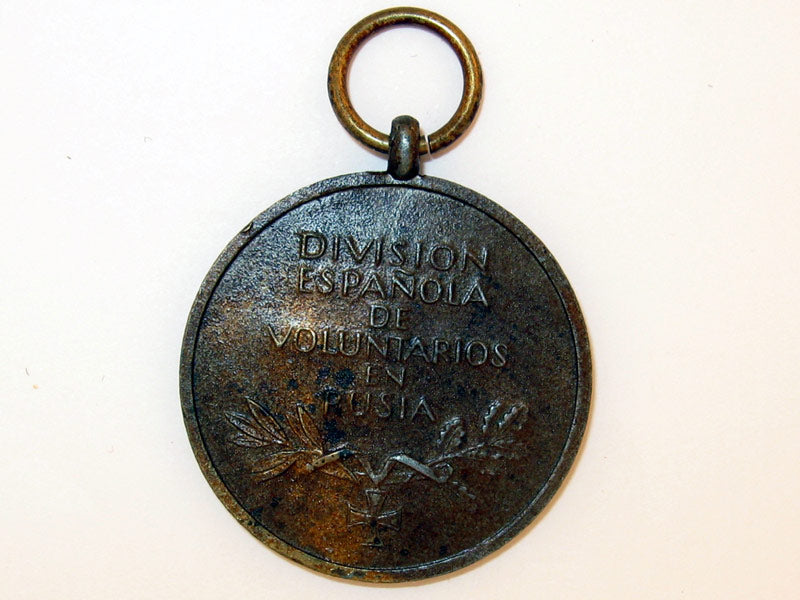 DIVISION
ESPAÑOLA
DE
VOLUNTARIOS
EN
RUSIA